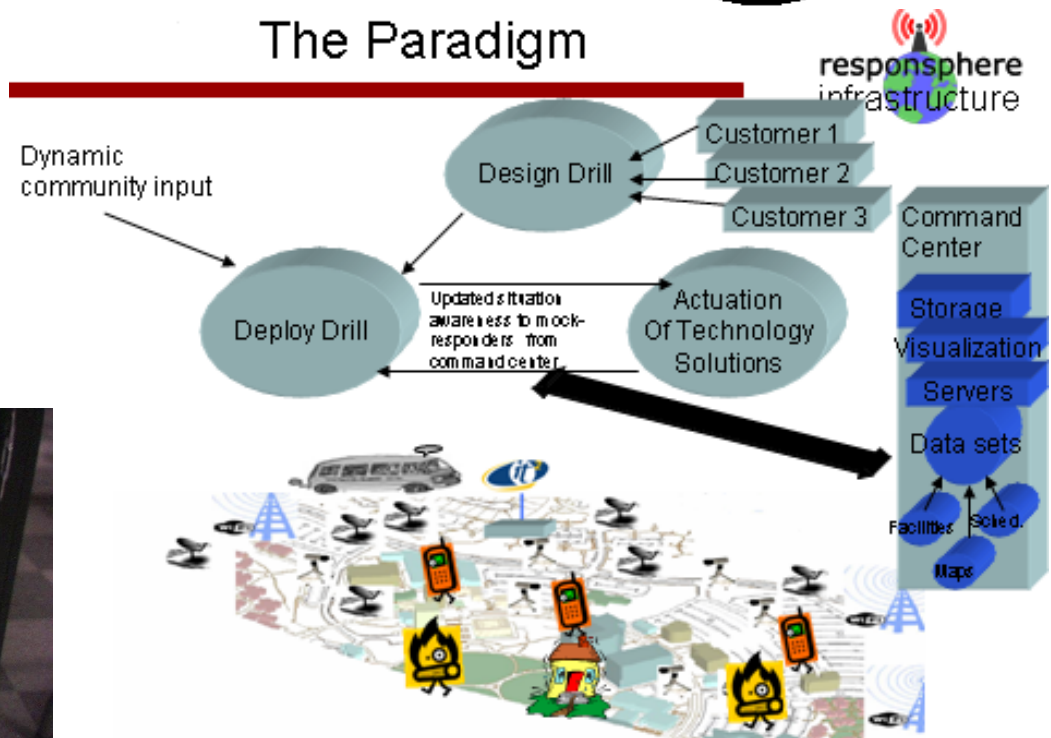 The Paradigm
responsphere
infrastructure
Dynamic
community input
Design Drill
Customer 1
Customer 2
Customer 3
Deploy Drill
Updated situation
awareness to mock-
responders from
command center
Actuation
Of Technology
Solutions
Command
Center
Storage
Visualization
Servers
Data sets
Facilities
Sched.
Maps
it